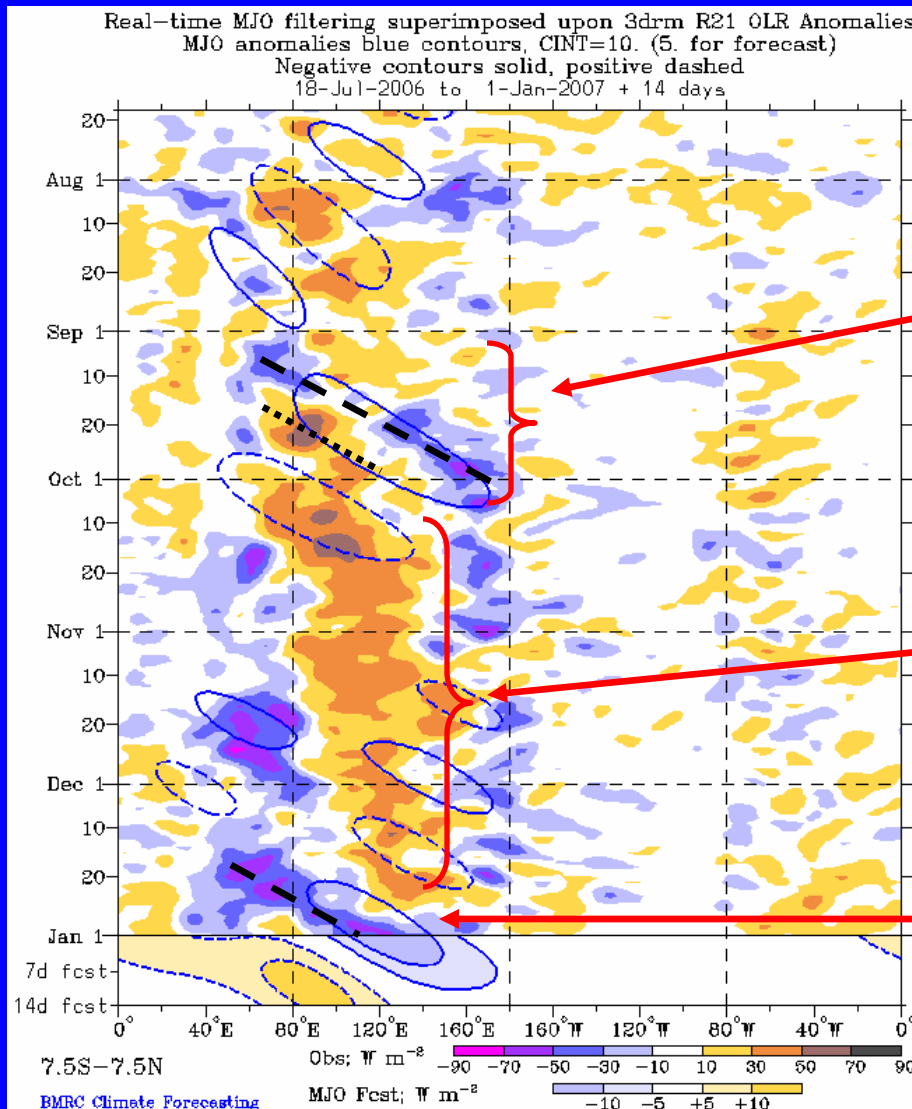 Real-time MJO filtering superimposed upon 3drm R21 OLR Anomalies
MJO anomalies blue contours, CINT=10. (5. for forecast)
Negative contours solid, positive dashed
18-Jul-2006 to 1-Jan-2007 + 14 days
20
Aug 1
10
20
Sep 1
10
20
Oct 1
10
20
Nov 1
10
20
Dec 1
10
20
Jan 1
7d fcst
14d fcst
0° 40°E 80°E 120°E 160°E 160°W 120°W 80°W 40°W 0°
7.5S-7.5N
Obs; W m⁻²
-90 -70 -50 -30 -10 10 30 50 70 90
BMRC Climate Forecasting
MJO Fcst; W m⁻²
-10 -5 +5 +10